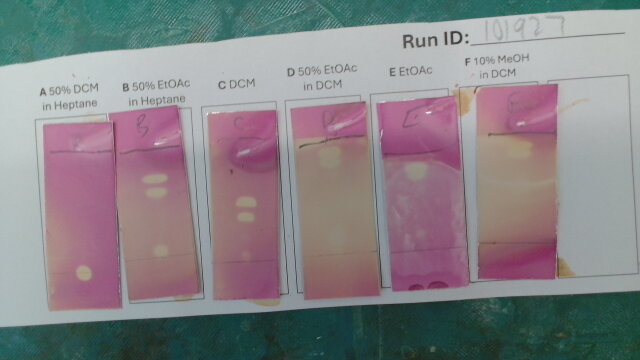 Run ID: 101927
A 50% DCM
in Heptane
B 50% EtOAc
in Heptane
C DCM
D 50% EtOAc
in DCM
E EtOAc
F 10% MeOH
in DCM
B
C
E